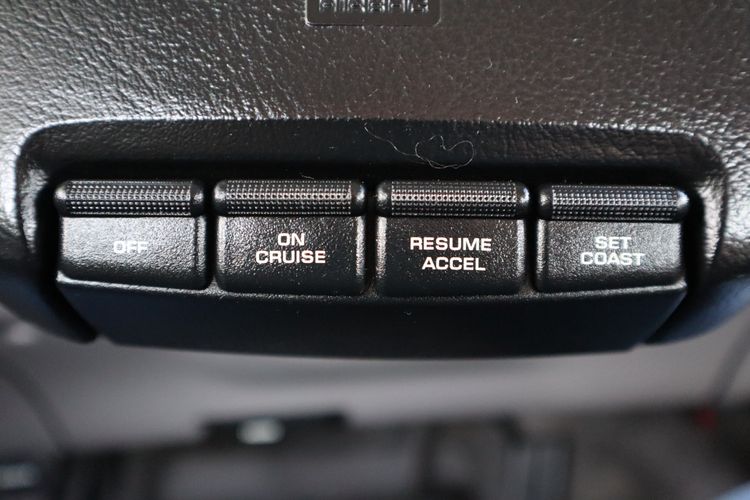 OFF
ON
CRUISE
RESUME
ACCEL
SET
COAST